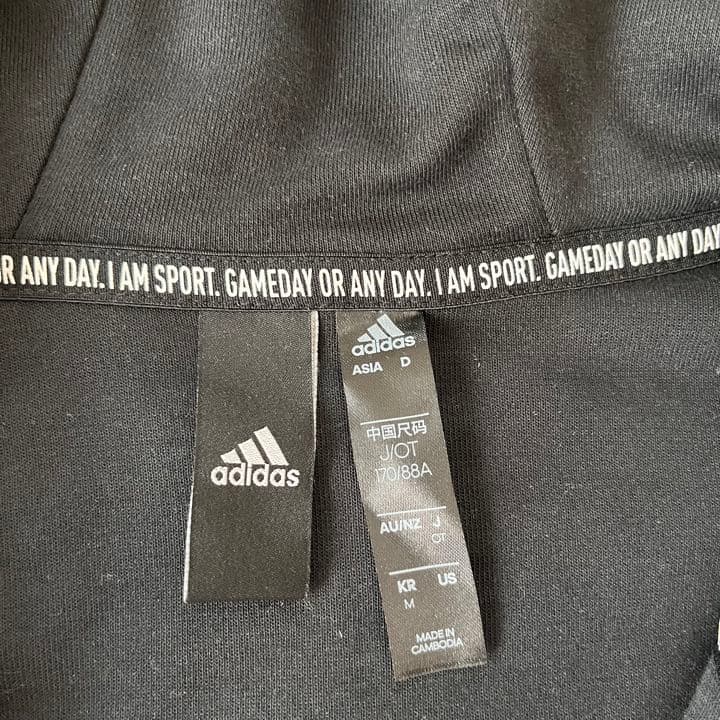 R ANY DAY. I AM SPORT. GAMEDAY OR ANY DAY. I AM SPORT. GAMEDAY OR ANY DAY
adidas
adidas
ASIA D
中国尺码
J/OT
170/88A
AU/NZ J
OT
KR US
M
MADE IN
CAMBODIA